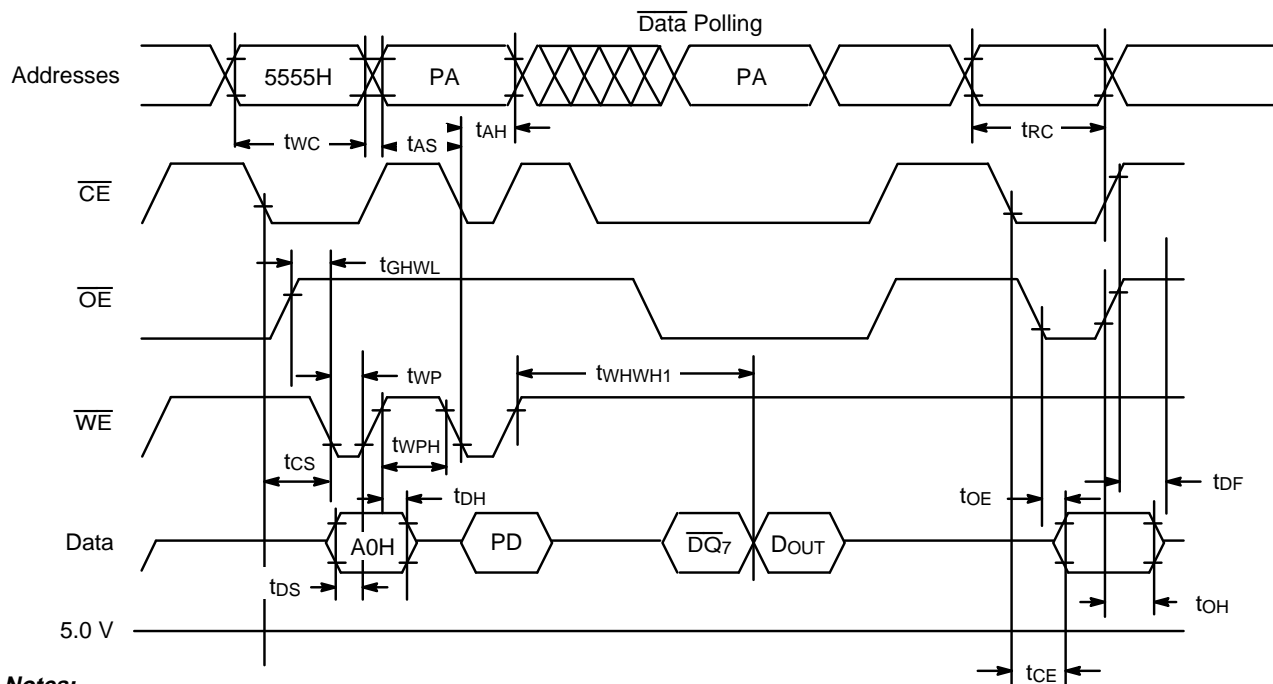 Data Polling
Addresses
5555H
PA
PA
tWC
tAS
tAH
tRC
CE
tGHWL
OE
tWP
tWHWH1
WE
tWPH
tCS
tDH
tOE
tDF
Data
A0H
PD
DQ7
DOUT
tDS
tOH
5.0 V
tCE
Notes: